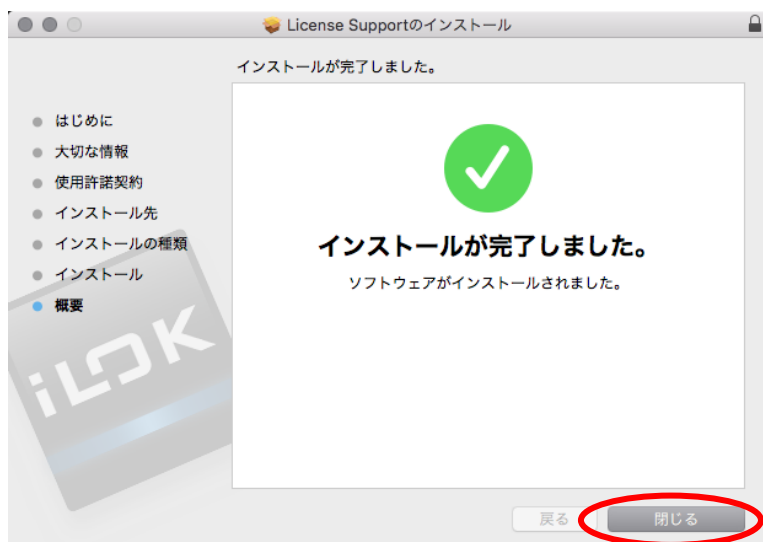 License Supportのインストール
インストールが完了しました。
はじめに
大切な情報
使用許諾契約
インストール先
インストールの種類
インストール
概要
iLOK
インストールが完了しました。
ソフトウェアがインストールされました。
戻る
閉じる